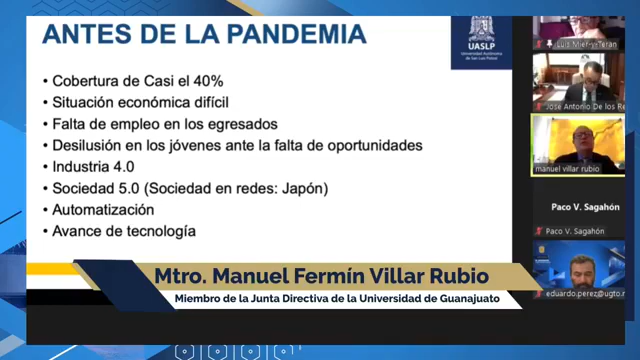 ANTES DE LA PANDEMIA
UASLP
Universidad Autónoma
de San Luis Potosí
• Cobertura de Casi el 40%
• Situación económica difícil
• Falta de empleo en los egresados
• Desilusión en los jóvenes ante la falta de oportunidades
• Industria 4.0
• Sociedad 5.0 (Sociedad en redes: Japón)
• Automatización
• Avance de tecnología
Luis Mier-y-Teran
Jose Antonio De los Re
manuel villar rubio
Paco V. Sagahón
Paco V. Sagahón
eduardo.perez@ugto.
Mtro. Manuel Fermín Villar Rubio
Miembro de la Junta Directiva de la Universidad de Guanajuato